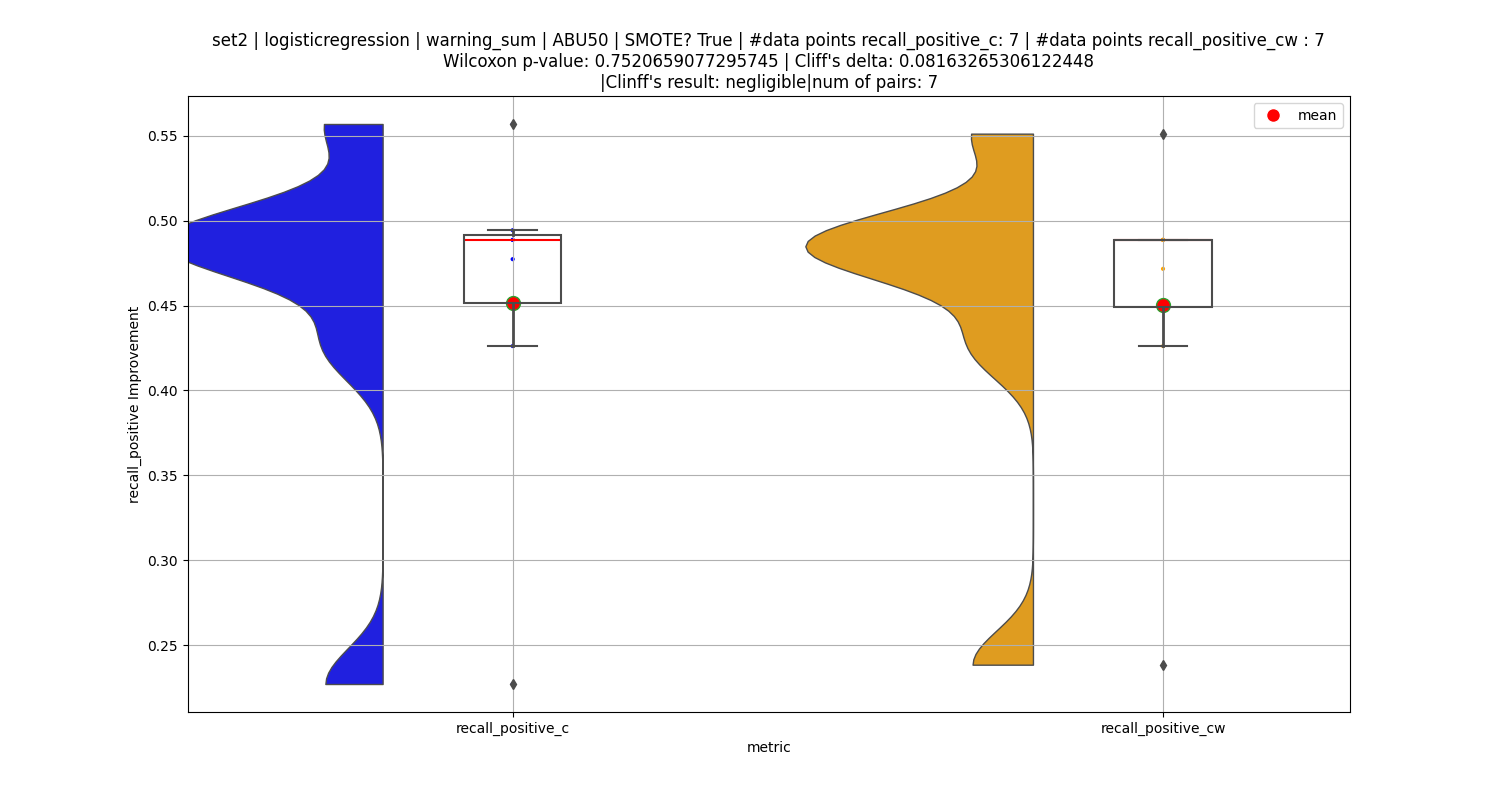 set2 | logisticregression | warning_sum | ABU50 | SMOTE? True | #data points recall_positive_c: 7 | #data points recall_positive_cw : 7
Wilcoxon p-value: 0.7520659077295745 | Cliff's delta: 0.08163265306122448
|Clinff's result: negligible|num of pairs: 7
mean
0.55
0.50
0.45
0.40
0.35
0.30
0.25
recall_positive Improvement
recall_positive_c
recall_positive_cw
metric